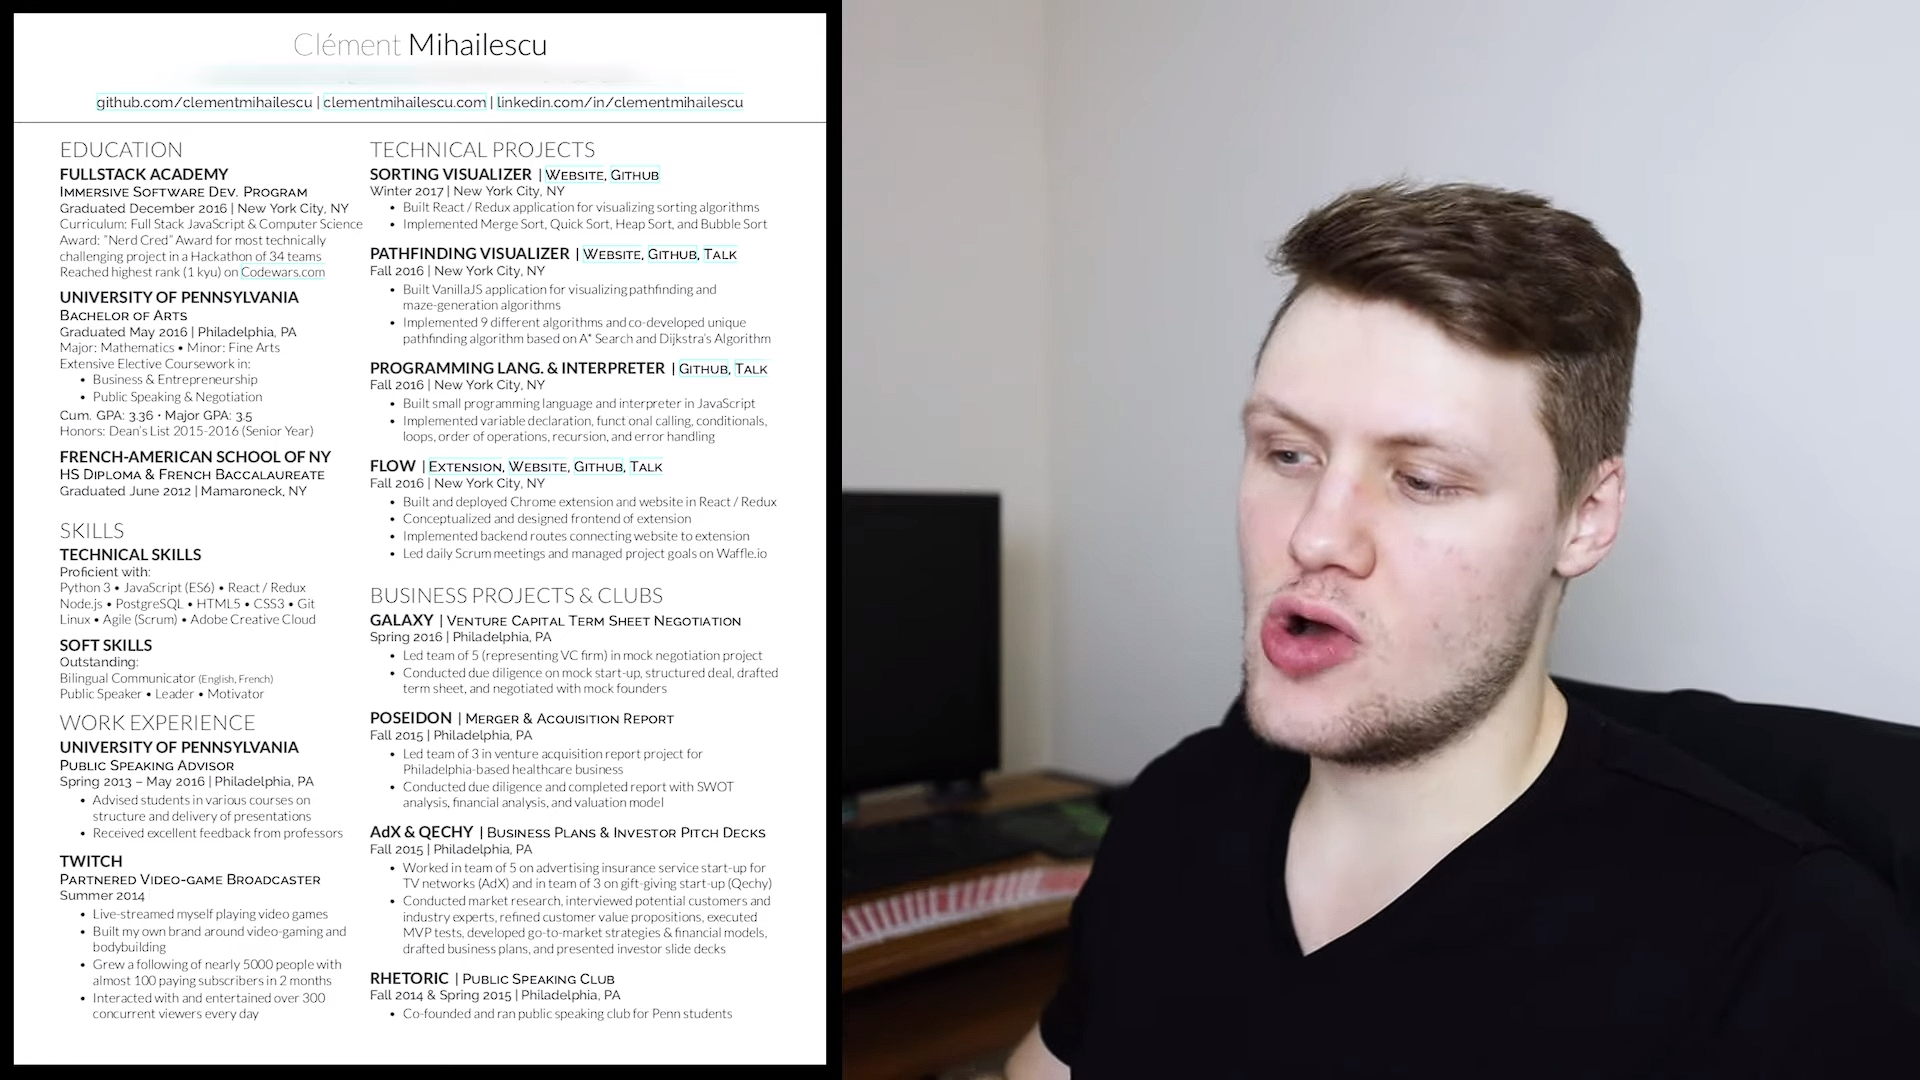 Clément Mihailescu
github.com/clementmihailescu | clementmihailescu.com | linkedin.com/in/clementmihailescu
EDUCATION
FULLSTACK ACADEMY
IMMERSIVE SOFTWARE DEV. PROGRAM
Graduated December 2016 | New York City, NY
Curriculum: Full Stack JavaScript & Computer Science
Award: "Nerd Cred" Award for most technically
challenging project in a Hackathon of 34 teams
Reached highest rank (1 kyu) on Codewars.com
UNIVERSITY OF PENNSYLVANIA
BACHELOR OF ARTS
Graduated May 2016 | Philadelphia, PA
Major: Mathematics • Minor: Fine Arts
Extensive Elective Coursework in:
• Business & Entrepreneurship
• Public Speaking & Negotiation
Cum. GPA: 3.36 • Major GPA: 3.5
Honors: Dean's List 2015-2016 (Senior Year)
FRENCH-AMERICAN SCHOOL OF NY
HS DIPLOMA & FRENCH BACCALAUREATE
Graduated June 2012 | Mamaroneck, NY
SKILLS
TECHNICAL SKILLS
Proficient with:
Python 3 • JavaScript (ES6) • React / Redux
Node.js • PostgreSQL • HTML5 • CSS3 • Git
Linux • Agile (Scrum) • Adobe Creative Cloud
SOFT SKILLS
Outstanding:
Bilingual Communicator (English, French)
Public Speaker • Leader • Motivator
WORK EXPERIENCE
UNIVERSITY OF PENNSYLVANIA
PUBLIC SPEAKING ADVISOR
Spring 2013 – May 2016 | Philadelphia, PA
• Advised students in various courses on
structure and delivery of presentations
• Received excellent feedback from professors
TWITCH
PARTNERED VIDEO-GAME BROADCASTER
Summer 2014
• Live-streamed myself playing video games
• Built my own brand around video-gaming and
bodybuilding
• Grew a following of nearly 5000 people with
almost 100 paying subscribers in 2 months
• Interacted with and entertained over 300
concurrent viewers every day
TECHNICAL PROJECTS
SORTING VISUALIZER | WEBSITE, GITHUB
Winter 2017 | New York City, NY
• Built React / Redux application for visualizing sorting algorithms
• Implemented Merge Sort, Quick Sort, Heap Sort, and Bubble Sort
PATHFINDING VISUALIZER | WEBSITE, GITHUB, TALK
Fall 2016 | New York City, NY
• Built VanillaJS application for visualizing pathfinding and
maze-generation algorithms
• Implemented 9 different algorithms and co-developed unique
pathfinding algorithm based on A* Search and Dijkstra's Algorithm
PROGRAMMING LANG. & INTERPRETER | GITHUB, TALK
Fall 2016 | New York City, NY
• Built small programming language and interpreter in JavaScript
• Implemented variable declaration, funct onal calling, conditionals,
loops, order of operations, recursion, and error handling
FLOW | EXTENSION, WEBSITE, GITHUB, TALK
Fall 2016 | New York City, NY
• Built and deployed Chrome extension and website in React / Redux
• Conceptualized and designed frontend of extension
• Implemented backend routes connecting website to extension
• Led daily Scrum meetings and managed project goals on Waffle.io
BUSINESS PROJECTS & CLUBS
GALAXY | VENTURE CAPITAL TERM SHEET NEGOTIATION
Spring 2016 | Philadelphia, PA
• Led team of 5 (representing VC firm) in mock negotiation project
• Conducted due diligence on mock start-up, structured deal, drafted
term sheet, and negotiated with mock founders
POSEIDON | MERGER & ACQUISITION REPORT
Fall 2015 | Philadelphia, PA
• Led team of 3 in venture acquisition report project for
Philadelphia-based healthcare business
• Conducted due diligence and completed report with SWOT
analysis, financial analysis, and valuation model
AdX & QECHY | BUSINESS PLANS & INVESTOR PITCH DECKS
Fall 2015 | Philadelphia, PA
• Worked in team of 5 on advertising insurance service start-up for
TV networks (AdX) and in team of 3 on gift-giving start-up (Qechy)
• Conducted market research, interviewed potential customers and
industry experts, refined customer value propositions, executed
MVP tests, developed go-to-market strategies & financial models,
drafted business plans, and presented investor slide decks
RHETORIC | PUBLIC SPEAKING CLUB
Fall 2014 & Spring 2015 | Philadelphia, PA
• Co-founded and ran public speaking club for Penn students